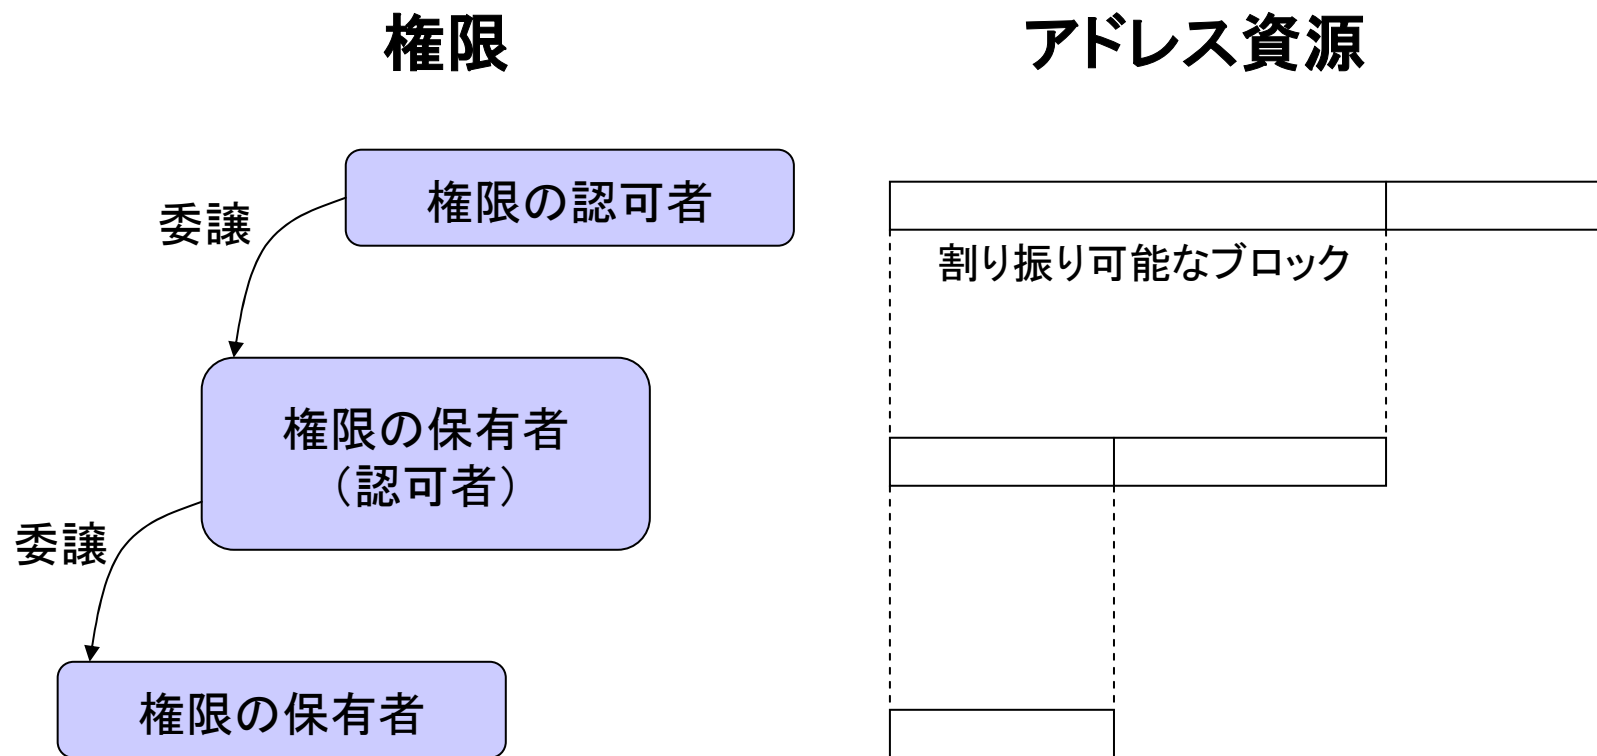 権限
アドレス資源
権限の認可者
委譲
割り振り可能なブロック
権限の保有者
（認可者）
委譲
権限の保有者